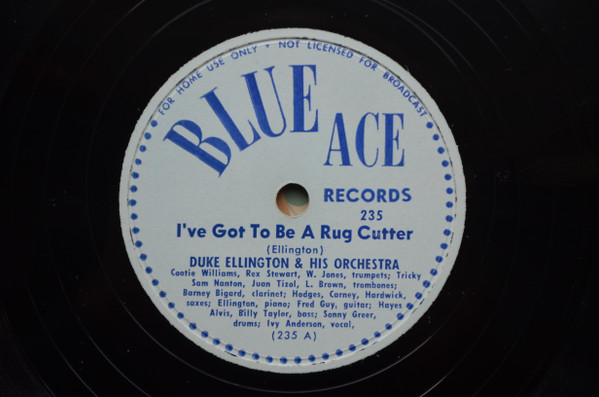 FOR HOME USE ONLY • NOT LICENSED FOR BROADCAST
BLUE
ACE
RECORDS
235
I've Got To Be A Rug Cutter
(Ellington)
DUKE ELLINGTON & HIS ORCHESTRA
Cootie Williams, Rex Stewart, W. Jones, trumpets; Tricky
Sam Nanton, Juan Tizol, L. Brown, trombones;
Barney Bigard, clarinet; Hodges, Carney, Hardwick,
saxes; Ellington, piano; Fred Guy, guitar; Hayes
Alvis, Billy Taylor, bass; Sonny Greer,
drums; Ivy Anderson, vocal,
(235 A)